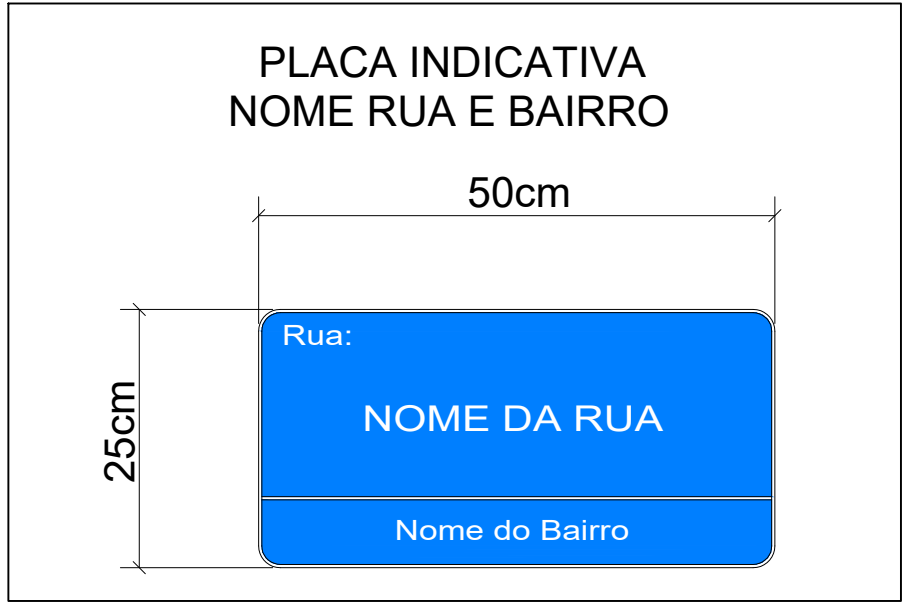 PLACA INDICATIVA
NOME RUA E BAIRRO
50cm
25cm
Rua:
NOME DA RUA
Nome do Bairro